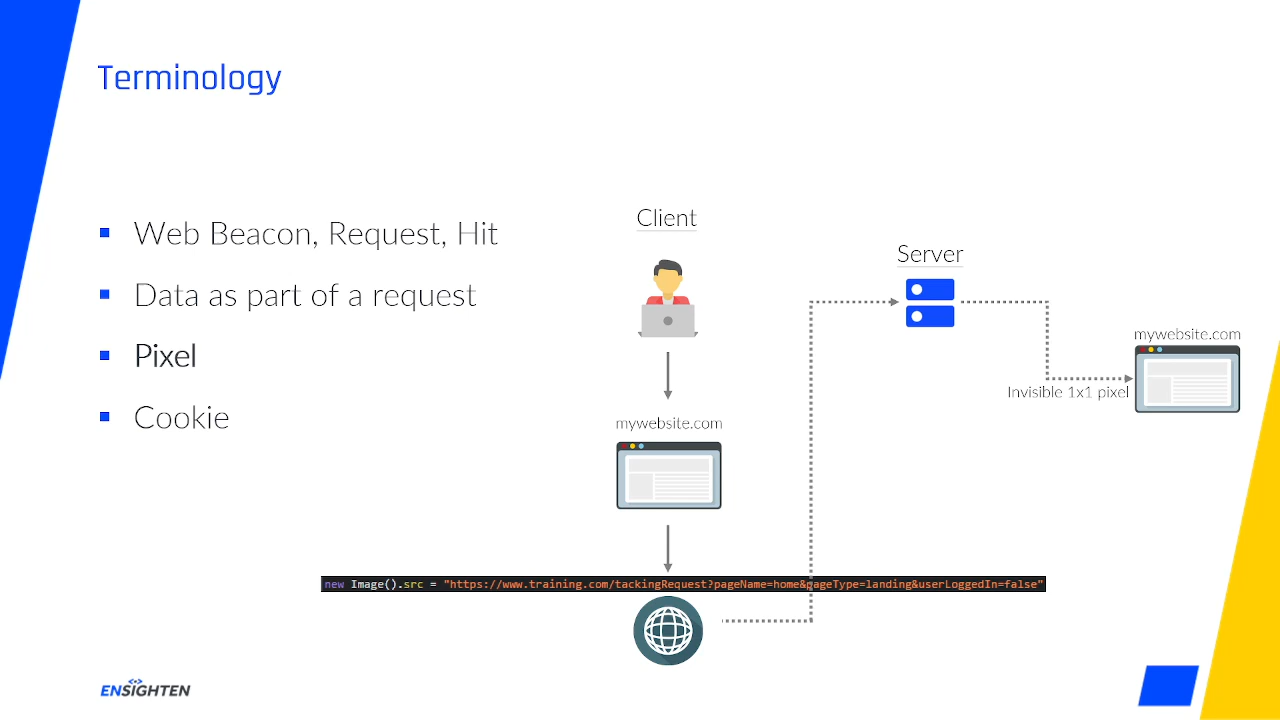 Terminology
Web Beacon, Request, Hit
Data as part of a request
Pixel
Cookie
Client
Server
mywebsite.com
Invisible 1x1 pixel
mywebsite.com
new Image().src = "https://www.training.com/tackingRequest?pageName=home&pageType=landing&userLoggedIn=false"
ENSIGHTEN